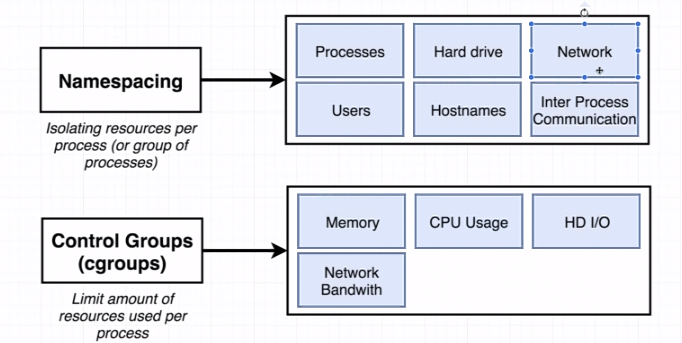 Namespacing
Isolating resources per
process (or group of
processes)
Processes
Hard drive
Network
Users
Hostnames
Inter Process
Communication
Control Groups
(cgroups)
Limit amount of
resources used per
process
Memory
CPU Usage
HD I/O
Network
Bandwith